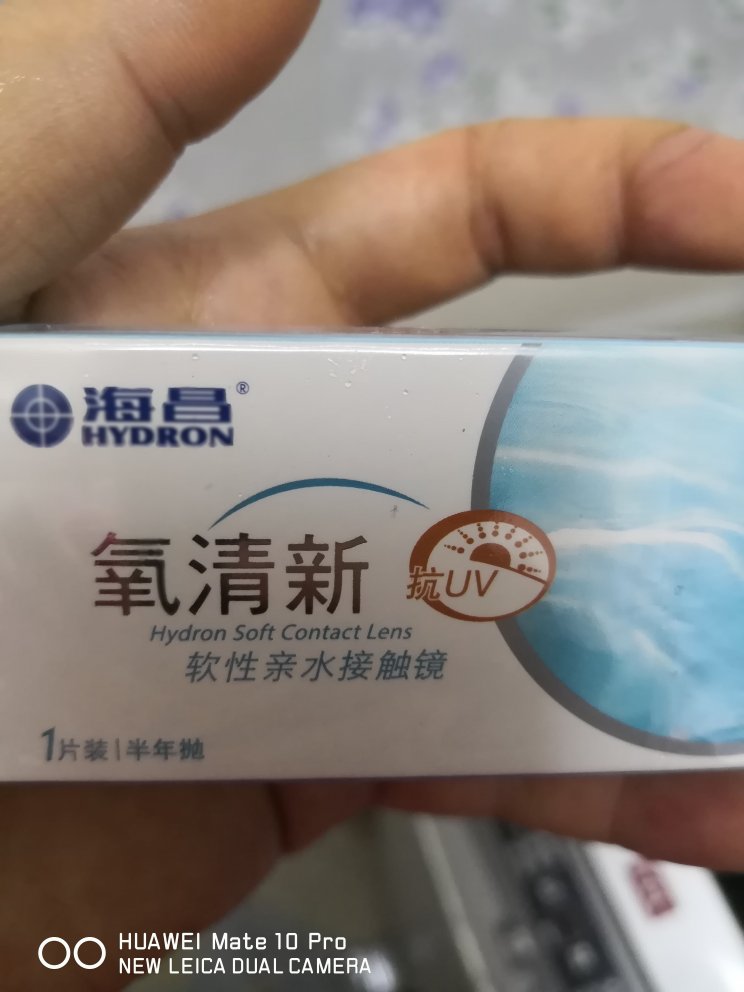 海昌®
HYDRON
氧清新
抗UV
Hydron Soft Contact Lens
软性亲水接触镜
1片装|半年抛
HUAWEI Mate 10 Pro
NEW LEICA DUAL CAMERA